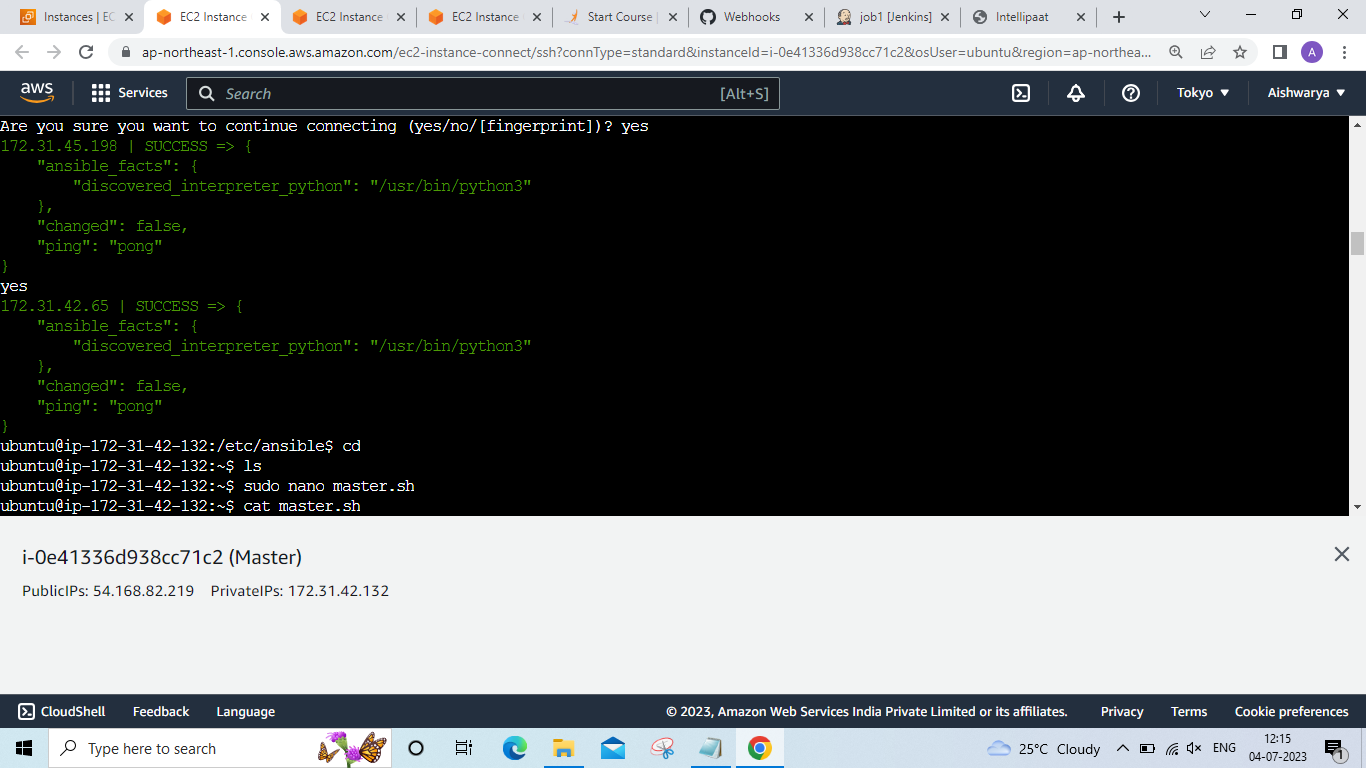 Instances | EC
EC2 Instance
EC2 Instance
EC2 Instance
Start Course |
Webhooks
job1 [Jenkins]
Intellipaat
ap-northeast-1.console.aws.amazon.com/ec2-instance-connect/ssh?connType=standard&instanceId=i-0e41336d938cc71c2&osUser=ubuntu&region=ap-northea...
A
aws
Services
Search
[Alt+S]
Tokyo
Aishwarya
Are you sure you want to continue connecting (yes/no/[fingerprint])? yes
172.31.45.198 | SUCCESS => {
    "ansible_facts": {
        "discovered_interpreter_python": "/usr/bin/python3"
    },
    "changed": false,
    "ping": "pong"
}
yes
172.31.42.65 | SUCCESS => {
    "ansible_facts": {
        "discovered_interpreter_python": "/usr/bin/python3"
    },
    "changed": false,
    "ping": "pong"
}
ubuntu@ip-172-31-42-132:/etc/ansible$ cd
ubuntu@ip-172-31-42-132:~$ ls
ubuntu@ip-172-31-42-132:~$ sudo nano master.sh
ubuntu@ip-172-31-42-132:~$ cat master.sh
i-0e41336d938cc71c2 (Master)
PublicIPs: 54.168.82.219 PrivateIPs: 172.31.42.132
CloudShell
Feedback
Language
© 2023, Amazon Web Services India Private Limited or its affiliates.
Privacy
Terms
Cookie preferences
Type here to search
25°C Cloudy
ENG
12:15
04-07-2023
1